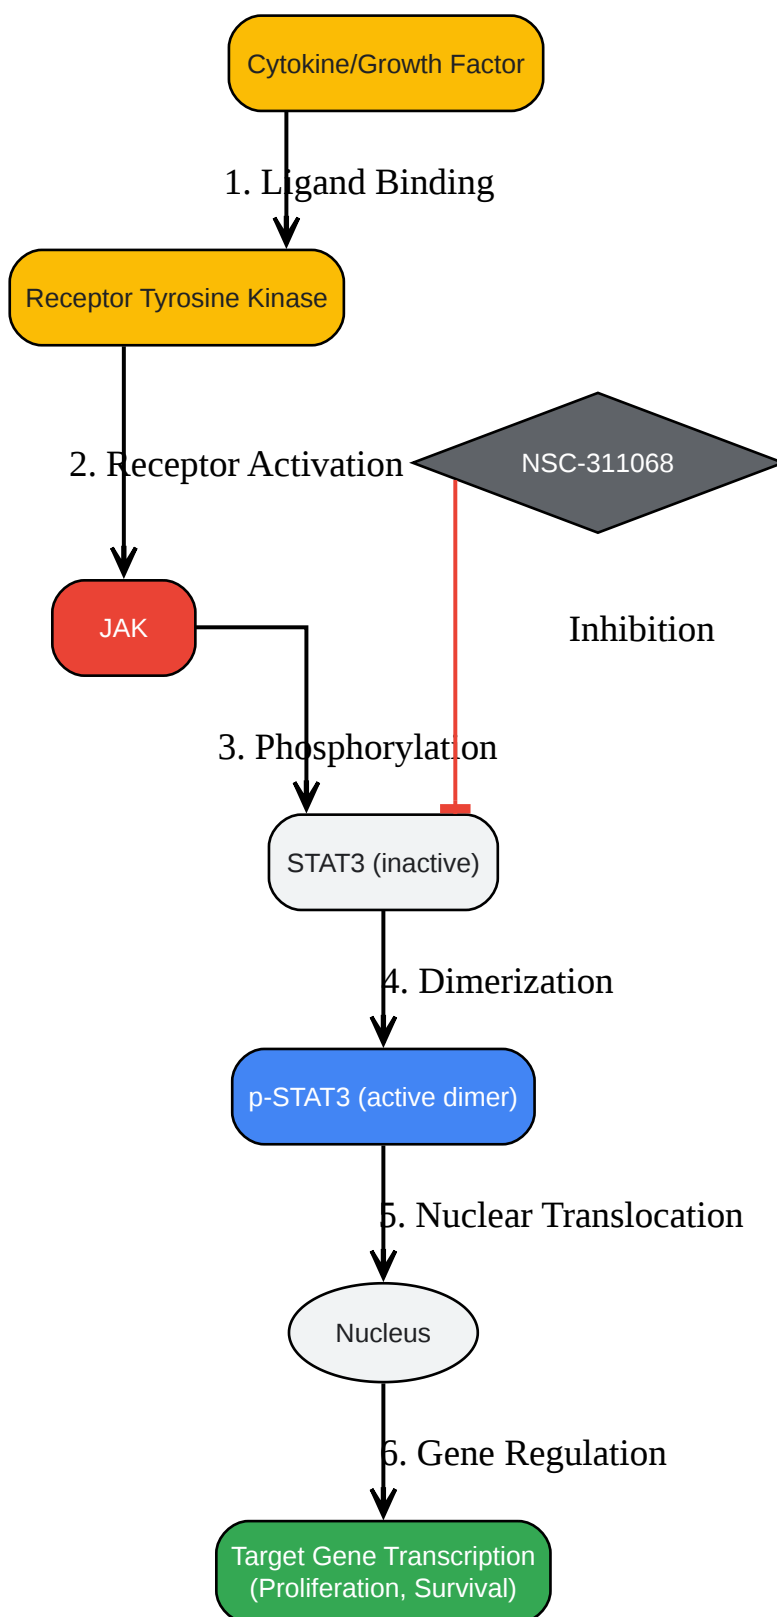 Cytokine/Growth Factor
1. Ligand Binding
Receptor Tyrosine Kinase
2. Receptor Activation
NSC-311068
JAK
Inhibition
3. Phosphorylation
STAT3 (inactive)
4. Dimerization
p-STAT3 (active dimer)
5. Nuclear Translocation
Nucleus
6. Gene Regulation
Target Gene Transcription
(Proliferation, Survival)